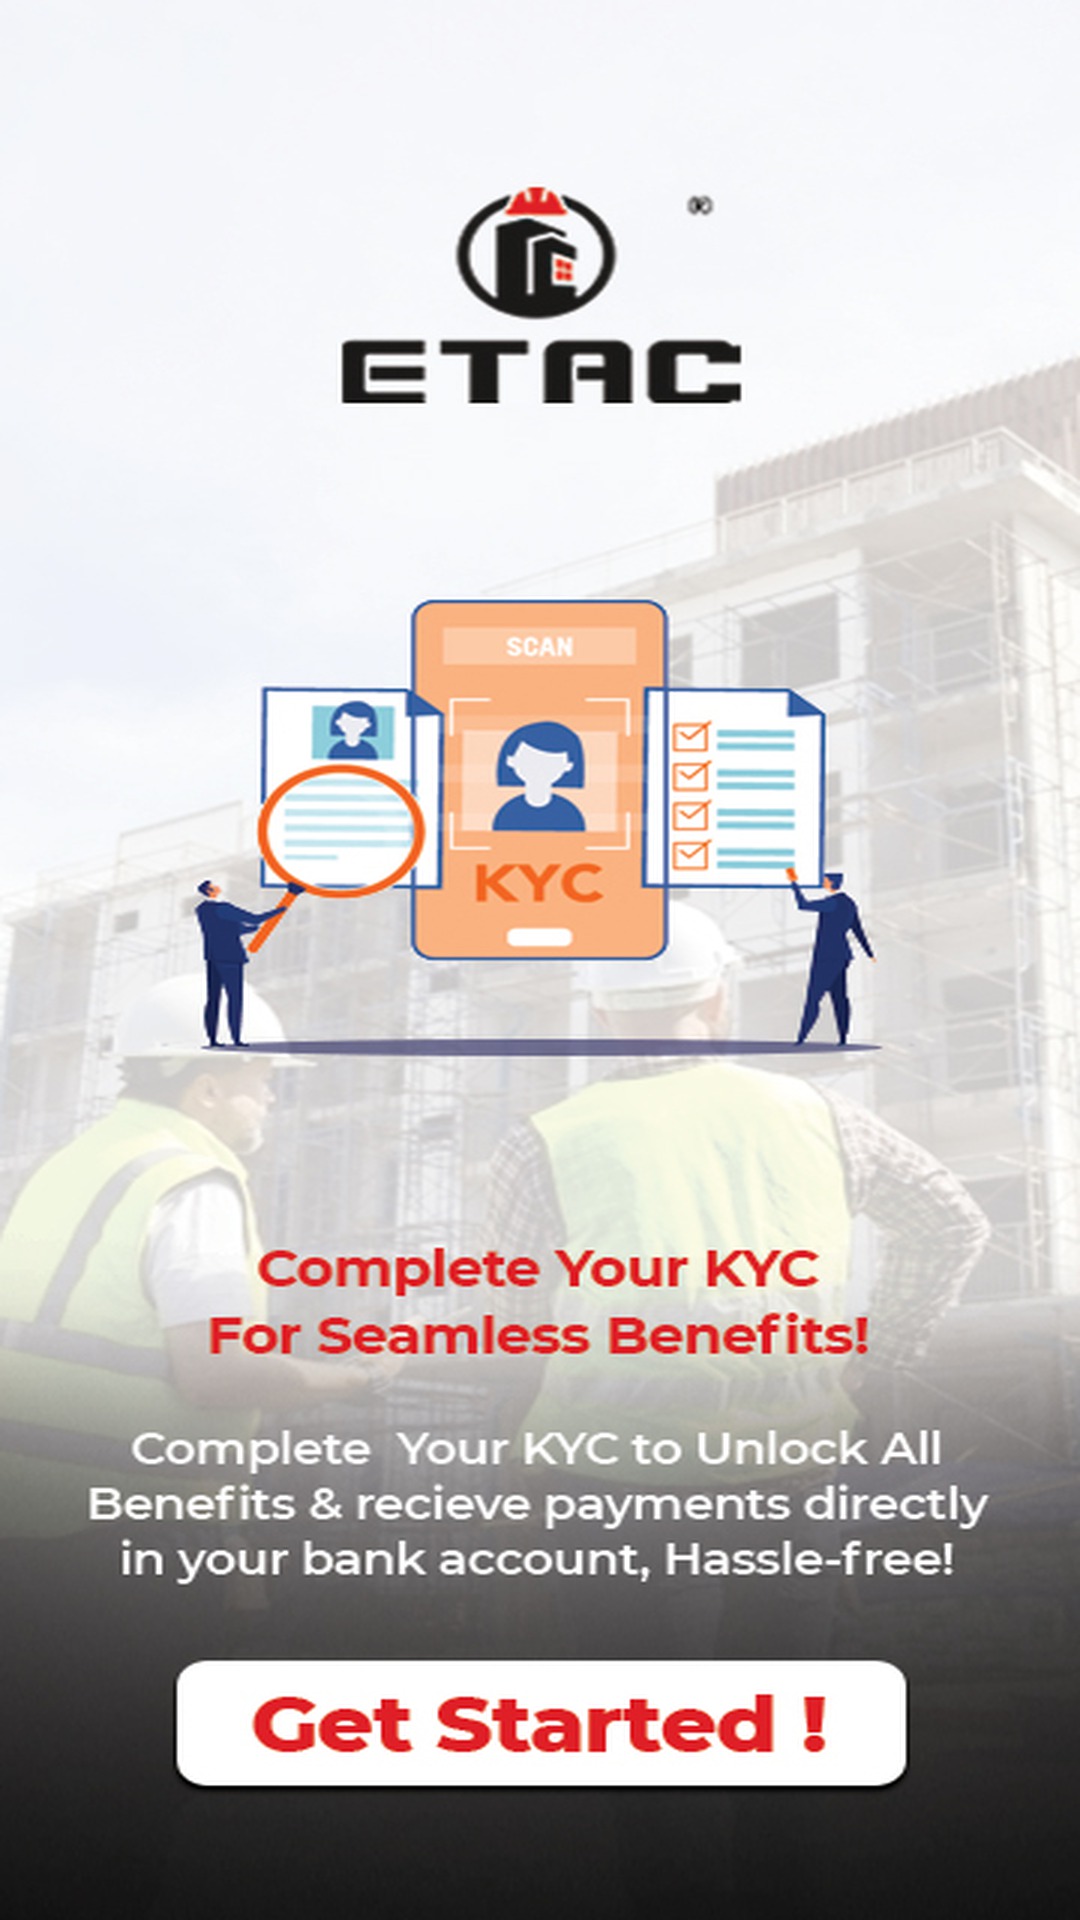 ®
ETAC
SCAN
KYC
Complete Your KYC
For Seamless Benefits!
Complete  Your KYC to Unlock All
Benefits & recieve payments directly
in your bank account, Hassle-free!
Get Started !